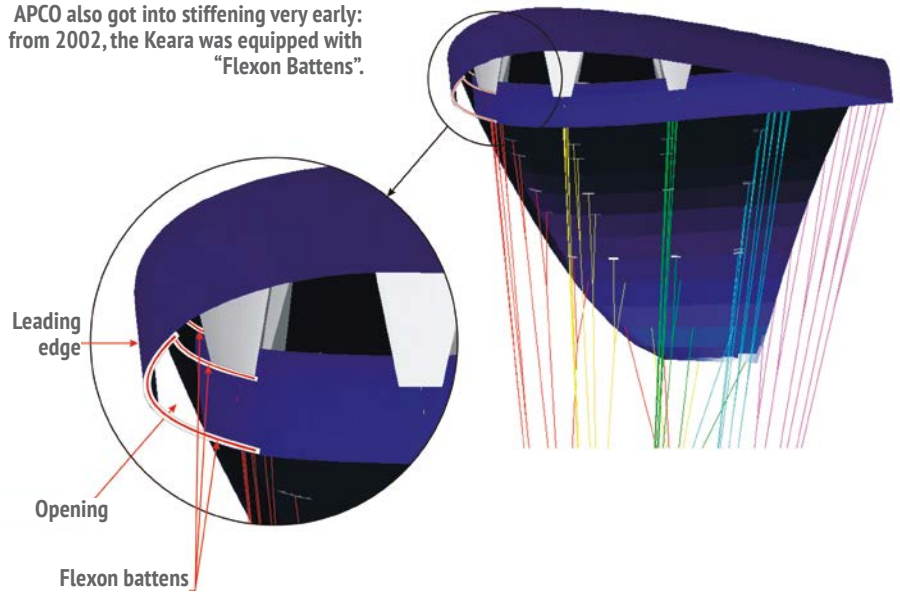 APCO also got into stiffening very early:
from 2002, the Keara was equipped with
“Flexon Battens”.
Leading
edge
Opening
Flexon battens